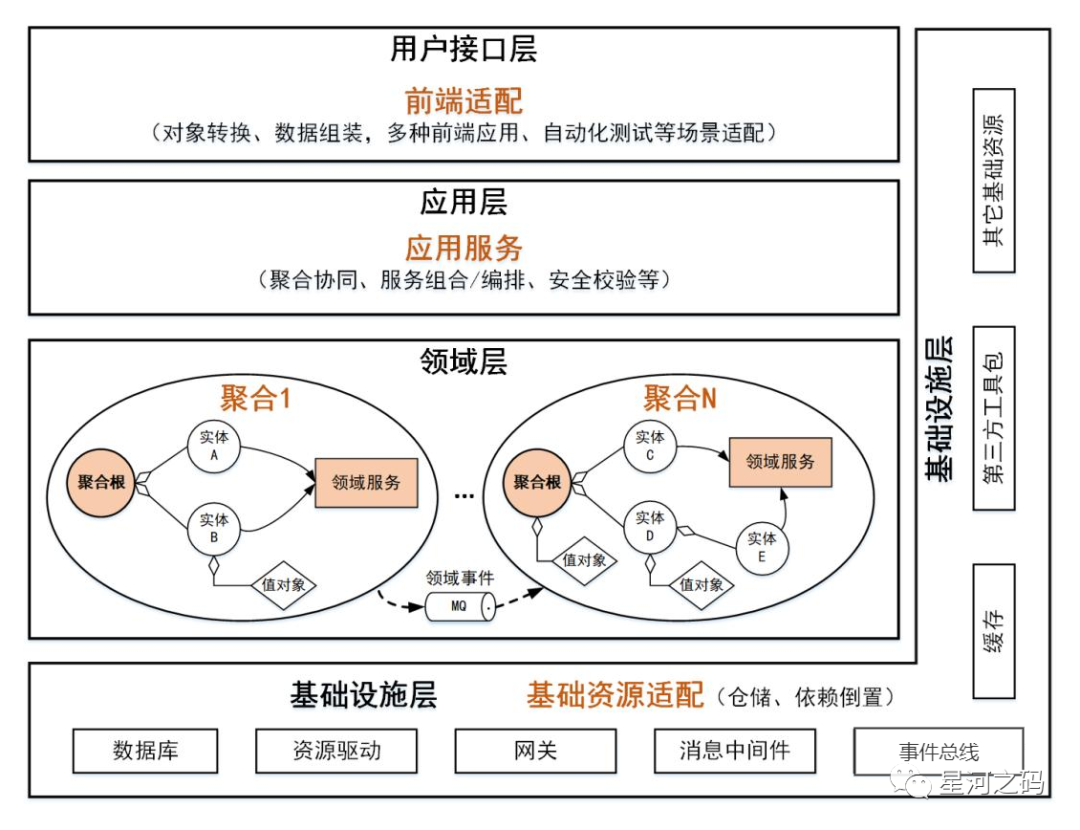 用户接口层
前端适配
（对象转换、数据组装，多种前端应用、自动化测试等场景适配）
应用层
应用服务
（聚合协同、服务组合/编排、安全校验等）
领域层
聚合1
聚合根
实体
A
实体
B
值对象
领域服务
...
聚合N
聚合根
实体
C
实体
D
实体
E
值对象
值对象
领域服务
领域事件
MQ
基础设施层
其它基础资源
第三方工具包
缓存
基础设施层
基础资源适配（仓储、依赖倒置）
数据库
资源驱动
网关
消息中间件
事件总线
星河之码